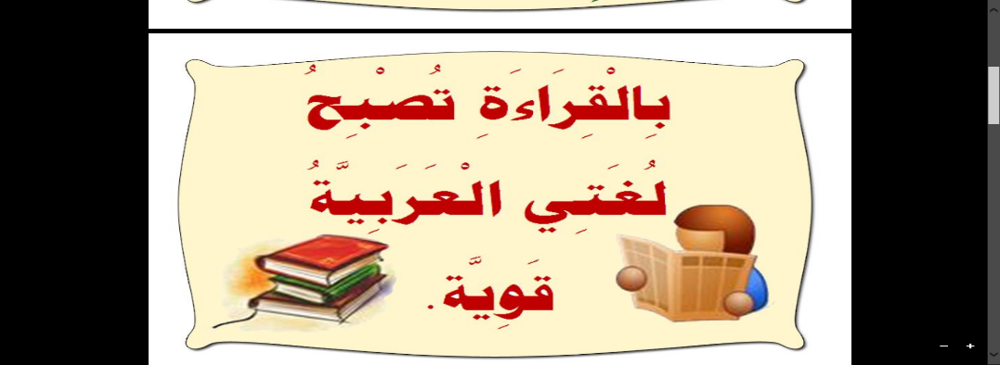 بِالْقِرَاءَةِ تُصْبِحُ
لُغَتِي الْعَرَبِيَّةُ
قَوِيَّة.